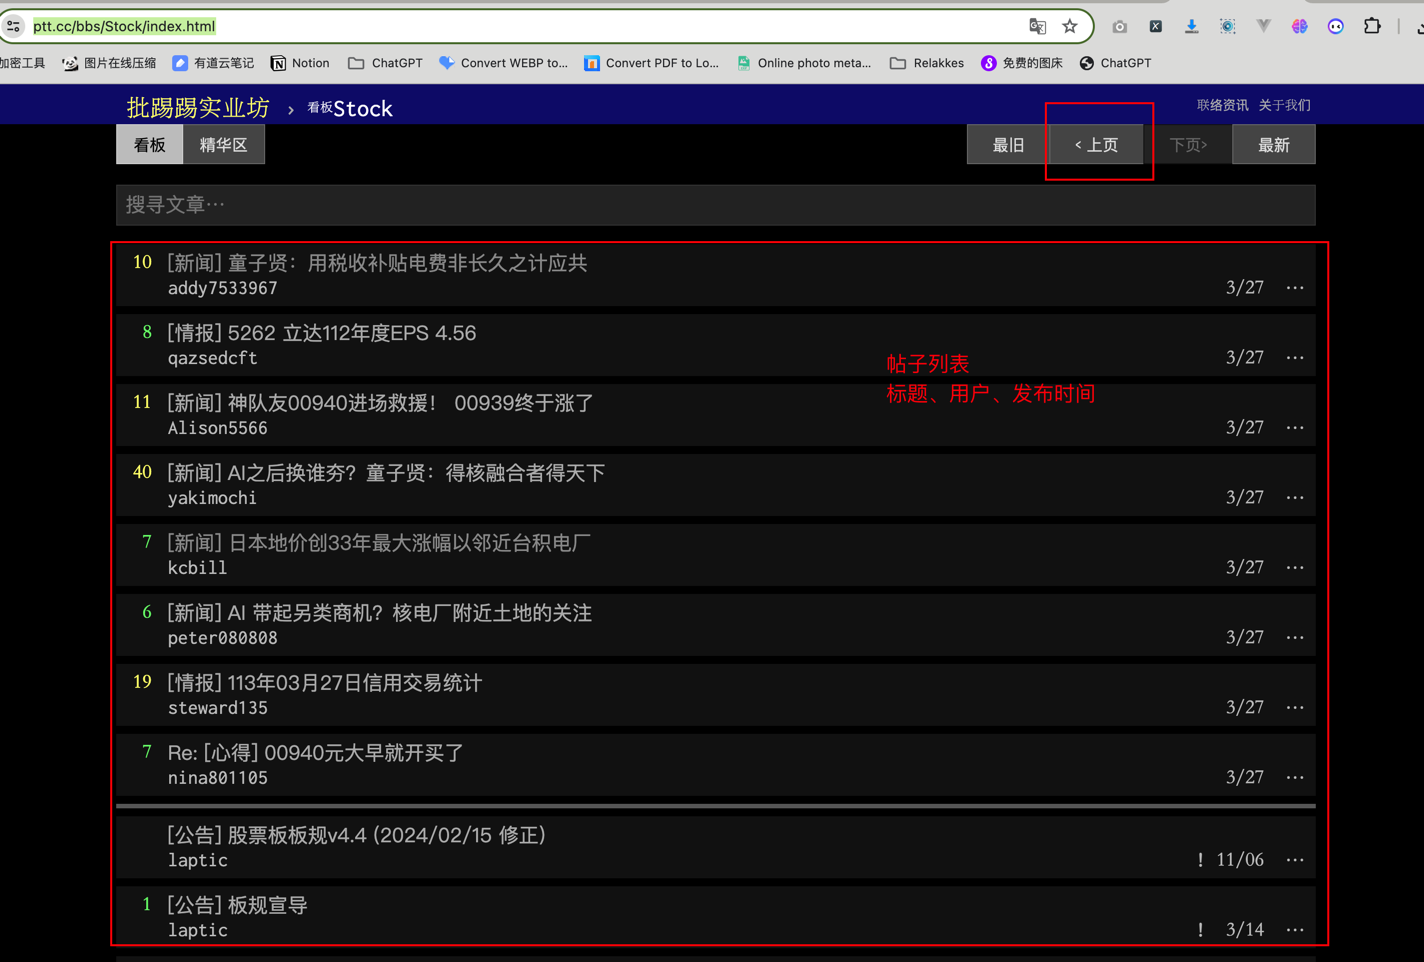 ptt.cc/bbs/Stock/index.html
加密工具 图片在线压缩 有道云笔记 Notion ChatGPT Convert WEBP to... Convert PDF to Lo... Online photo meta... Relakkes 免费的图床 ChatGPT
批踢踢实业坊 › 看板Stock 联络资讯 关于我们
看板 精华区 最旧 ‹ 上页 下页› 最新
搜寻文章⋯
10 [新闻] 童子贤：用税收补贴电费非长久之计应共
addy7533967 3/27 ⋯
8 [情报] 5262 立达112年度EPS 4.56
qazsedcft 3/27 ⋯
帖子列表
标题、用户、发布时间
11 [新闻] 神队友00940进场救援！ 00939终于涨了
Alison5566 3/27 ⋯
40 [新闻] AI之后换谁夯？童子贤：得核融合者得天下
yakimochi 3/27 ⋯
7 [新闻] 日本地价创33年最大涨幅以邻近台积电厂
kcbill 3/27 ⋯
6 [新闻] AI 带起另类商机？核电厂附近土地的关注
peter080808 3/27 ⋯
19 [情报] 113年03月27日信用交易统计
steward135 3/27 ⋯
7 Re: [心得] 00940元大早就开买了
nina801105 3/27 ⋯
[公告] 股票板板规v4.4 (2024/02/15 修正)
laptic ! 11/06 ⋯
1 [公告] 板规宣导
laptic ! 3/14 ⋯